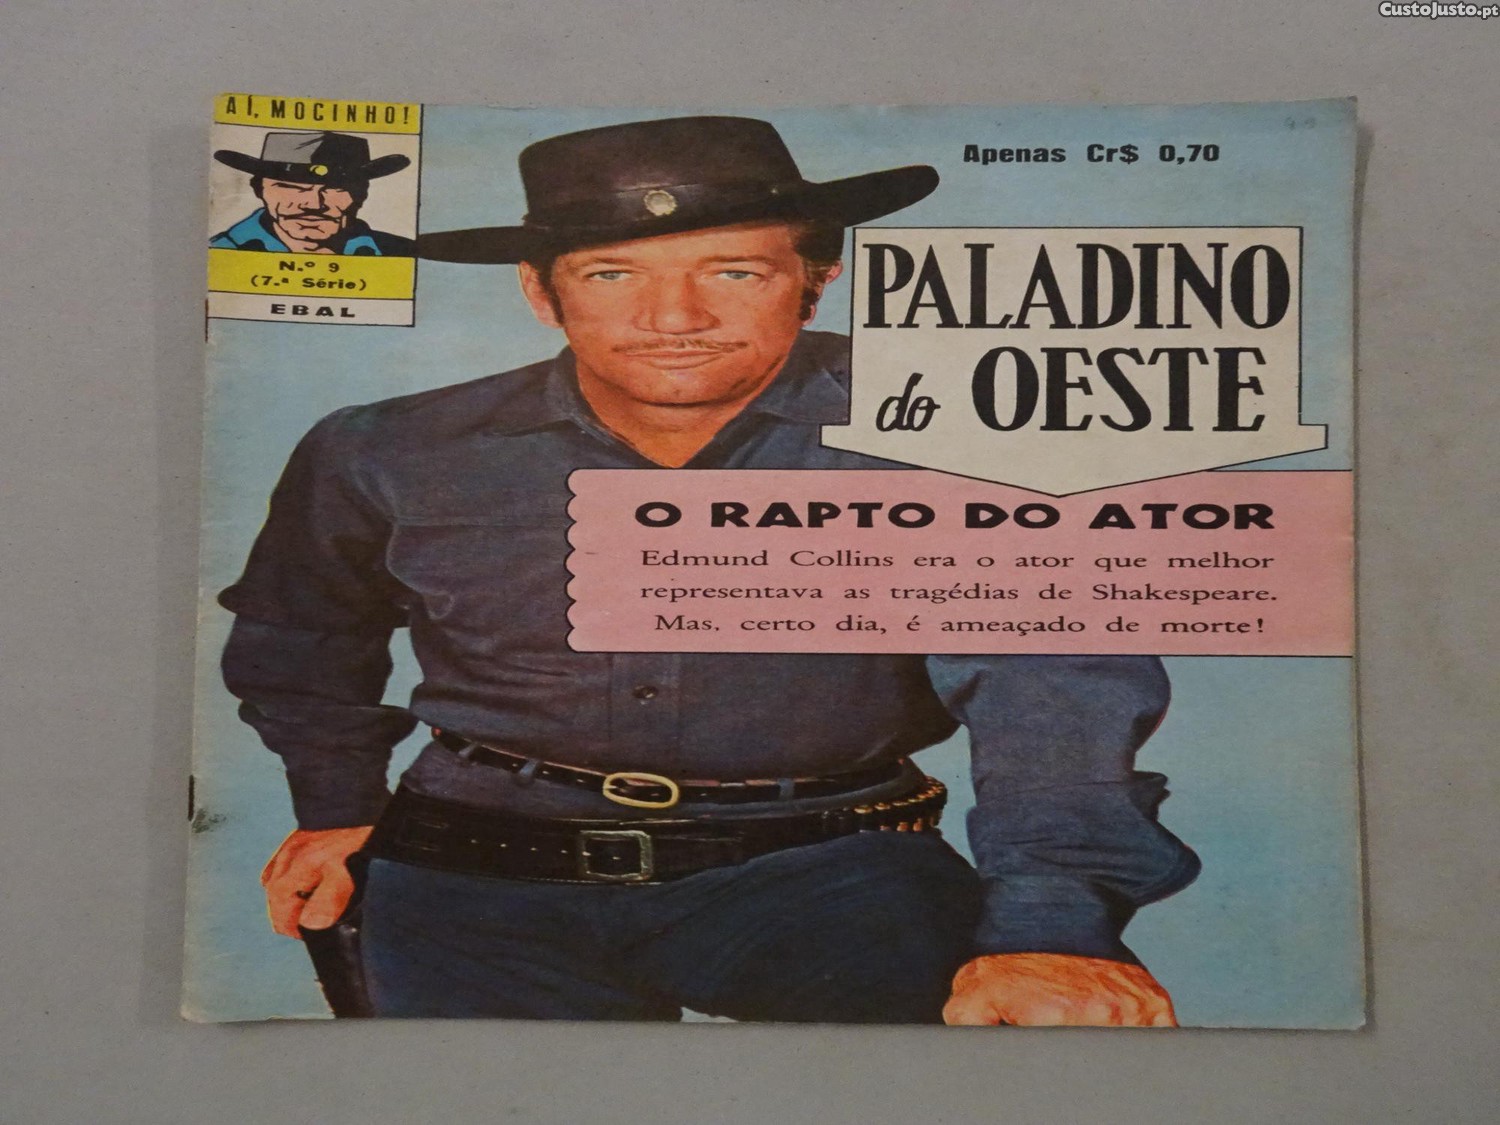 CustoJusto.pt
AÍ, MOCINHO!
N.º 9
(7.ª Série)
EBAL
Apenas Cr$ 0,70
PALADINO
do OESTE
O RAPTO DO ATOR
Edmund Collins era o ator que melhor
representava as tragédias de Shakespeare.
Mas, certo dia, é ameaçado de morte!